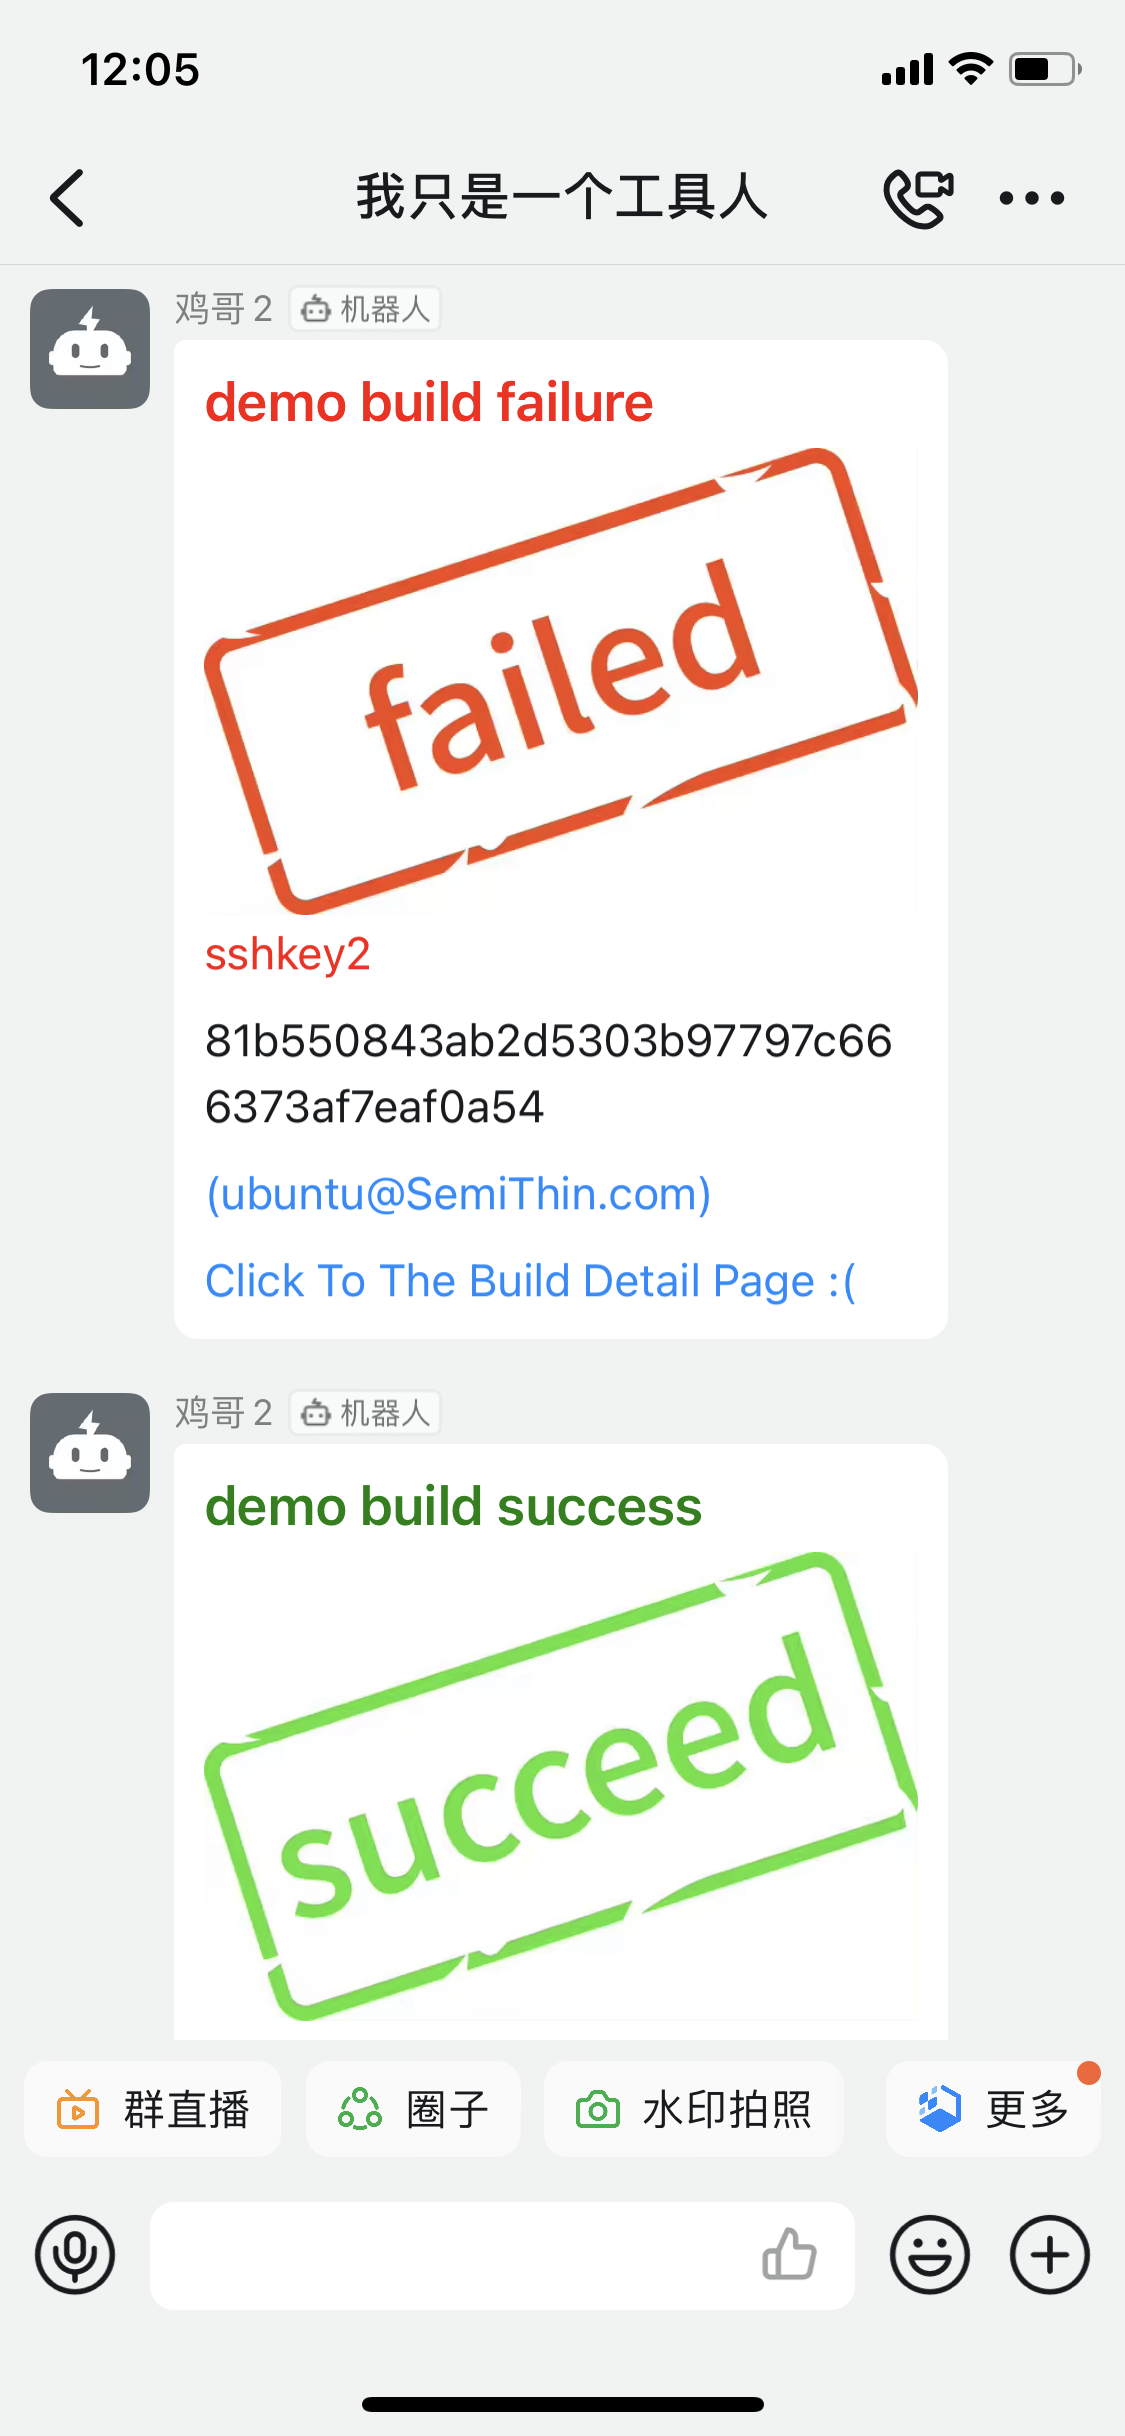 12:05
我只是一个工具人
鸡哥 2 机器人
demo build failure
failed
sshkey2
81b550843ab2d5303b97797c66
6373af7eaf0a54
(ubuntu@SemiThin.com)
Click To The Build Detail Page :(
鸡哥 2 机器人
demo build success
succeed
群直播 圈子 水印拍照 更多